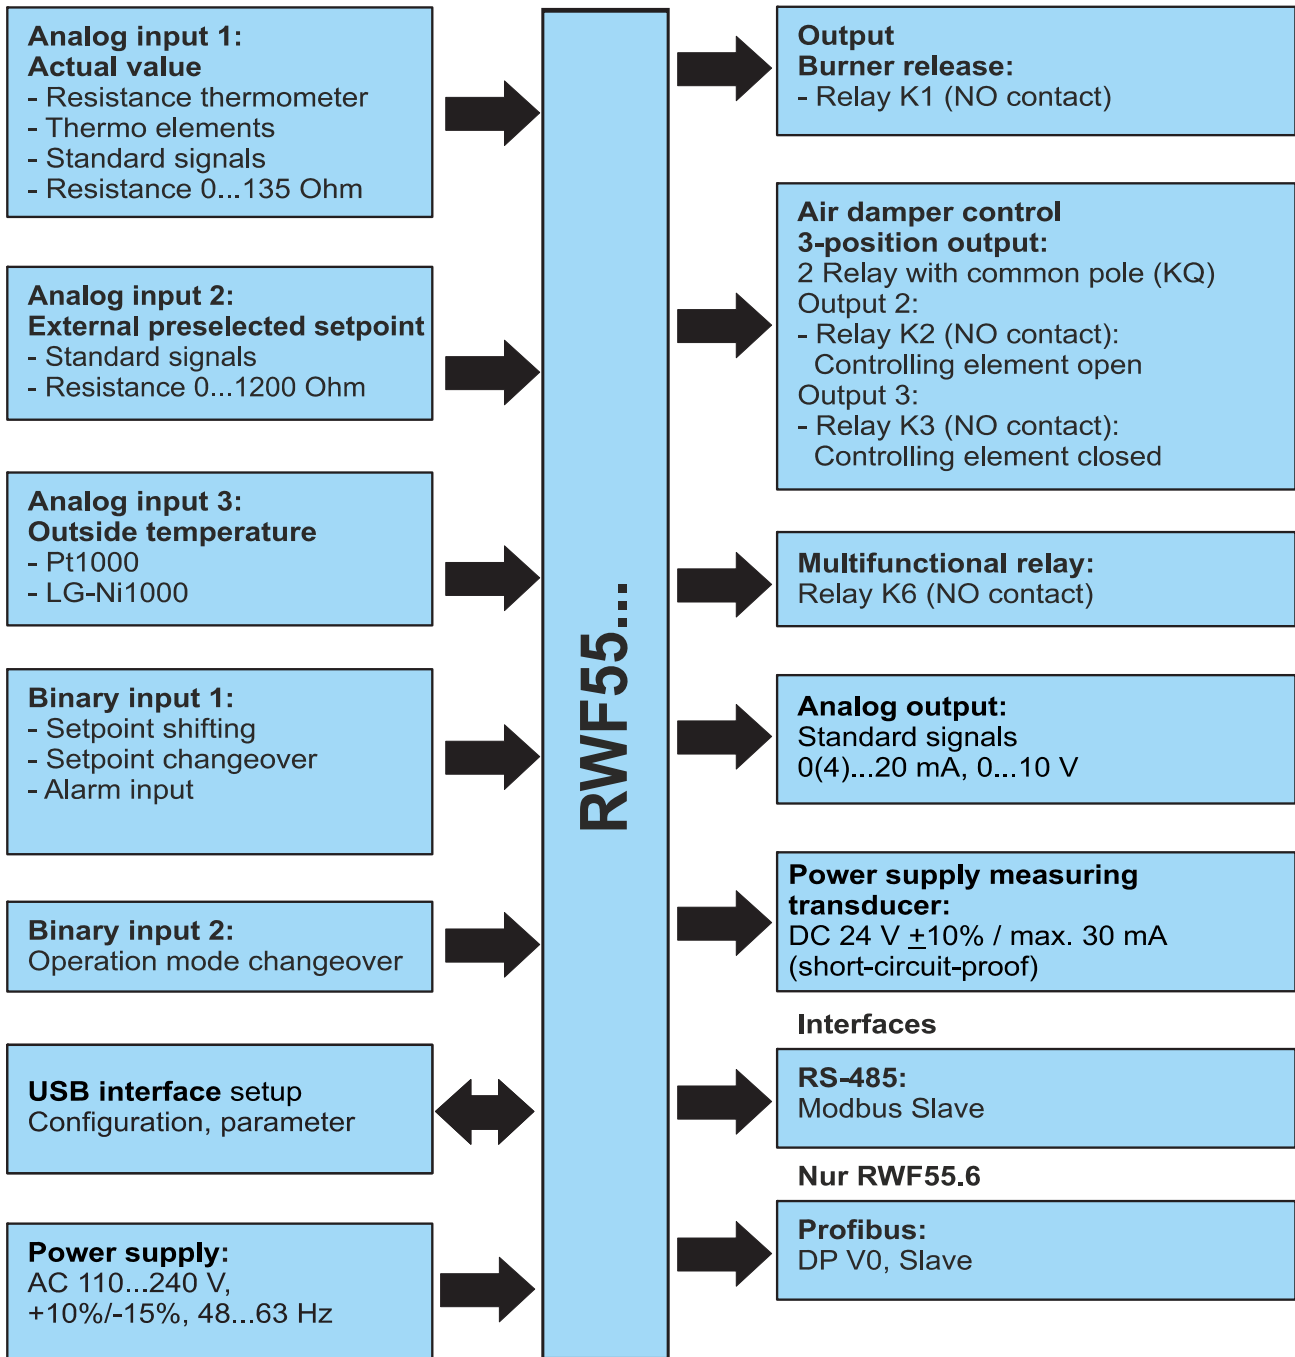 Analog input 1:
Actual value
- Resistance thermometer
- Thermo elements
- Standard signals
- Resistance 0...135 Ohm
Analog input 2:
External preselected setpoint
- Standard signals
- Resistance 0...1200 Ohm
Analog input 3:
Outside temperature
- Pt1000
- LG-Ni1000
Binary input 1:
- Setpoint shifting
- Setpoint changeover
- Alarm input
Binary input 2:
Operation mode changeover
USB interface setup
Configuration, parameter
Power supply:
AC 110...240 V,
+10%/-15%, 48...63 Hz
RWF55...
Output
Burner release:
- Relay K1 (NO contact)
Air damper control
3-position output:
2 Relay with common pole (KQ)
Output 2:
- Relay K2 (NO contact):
Controlling element open
Output 3:
- Relay K3 (NO contact):
Controlling element closed
Multifunctional relay:
Relay K6 (NO contact)
Analog output:
Standard signals
0(4)...20 mA, 0...10 V
Power supply measuring
transducer:
DC 24 V ±10% / max. 30 mA
(short-circuit-proof)
Interfaces
RS-485:
Modbus Slave
Nur RWF55.6
Profibus:
DP V0, Slave